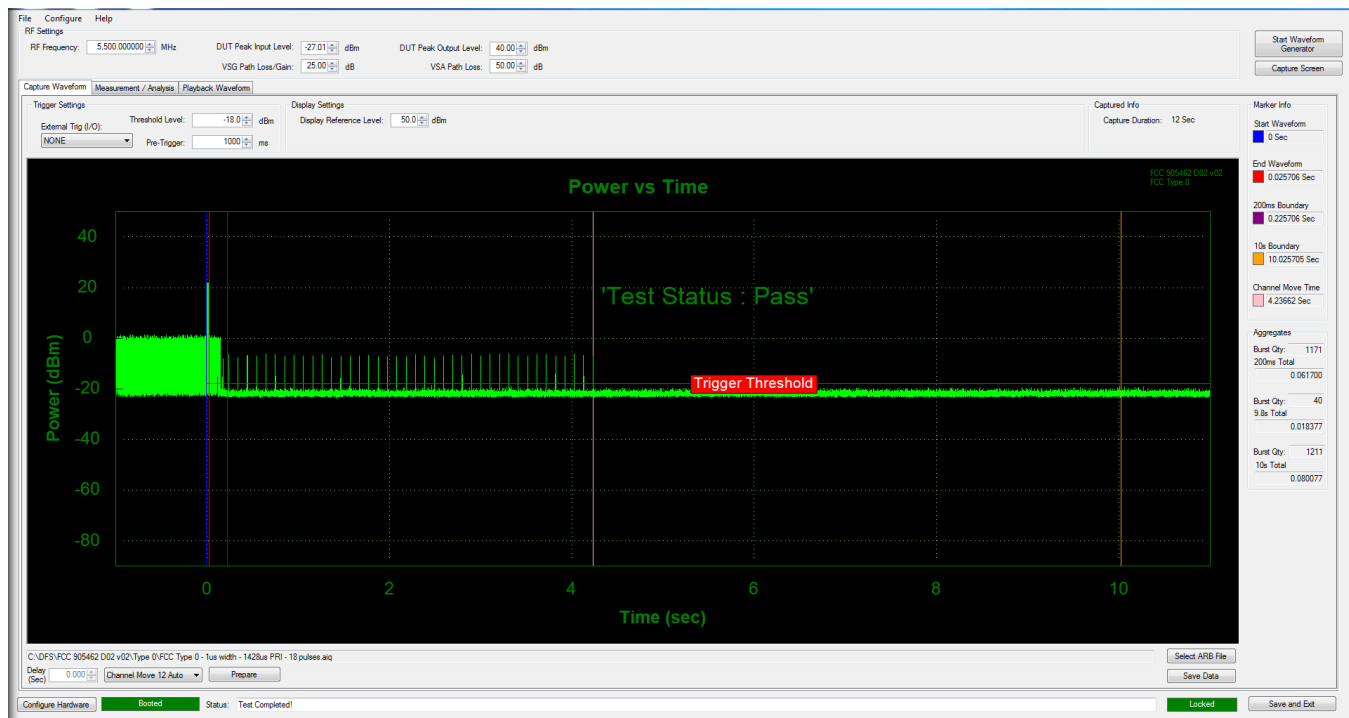 File Configure Help
RF Settings
RF Frequency: 5,500.000000 MHz DUT Peak Input Level: -27.01 dBm DUT Peak Output Level: 40.00 dBm
VSG Path Loss/Gain: 25.00 dB VSA Path Loss: 50.00 dB
Start Waveform
Generator
Capture Screen
Capture Waveform Measurement / Analysis Playback Waveform
Trigger Settings
External Trig (I/O):
NONE
Threshold Level: -18.0 dBm
Pre-Trigger: 1000 ms
Display Settings
Display Reference Level: 50.0 dBm
Captured Info
Capture Duration: 12 Sec
Marker Info
Start Waveform
0 Sec
End Waveform
0.025706 Sec
200ms Boundary
0.225706 Sec
10s Boundary
10.025705 Sec
Channel Move Time
4.23662 Sec
Aggregates
Burst Qty: 1171
200ms Total
0.061700
Burst Qty: 40
9.8s Total
0.018377
Burst Qty: 1211
10s Total
0.080077
FCC 905462 D02 v02
FCC Type 0
Power vs Time
'Test Status : Pass'
Trigger Threshold
Power (dBm)
40
20
0
-20
-40
-60
-80
0 2 4 6 8 10
Time (sec)
C:\DFS\FCC 905462 D02 v02\Type 0\FCC Type 0 - 1us width - 1428us PRI - 18 pulses.aiq
Select ARB File
Delay
(Sec) 0.000 Channel Move 12 Auto Prepare
Save Data
Configure Hardware Booted Status: Test Completed! Locked Save and Exit